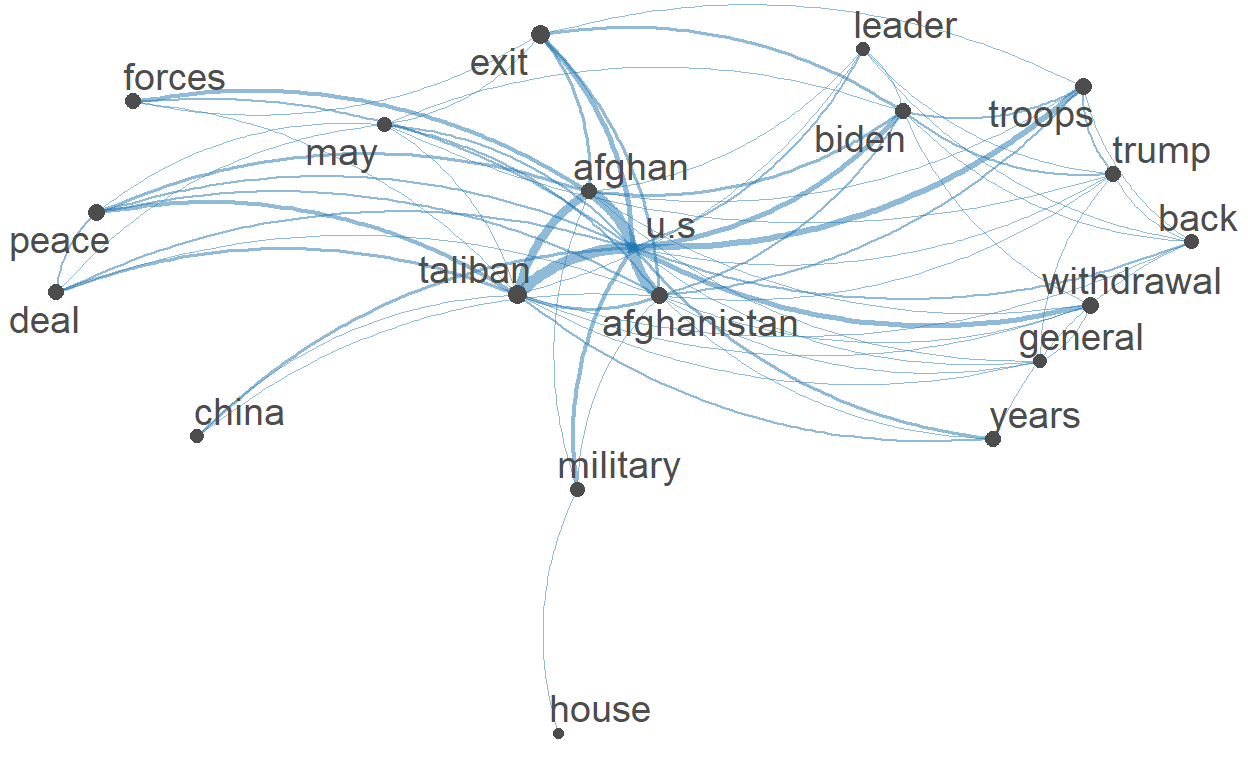 leader
exit
forces
troops
biden
may
trump
afghan
back
u.s
peace
taliban
withdrawal
deal
afghanistan
general
china
years
military
house